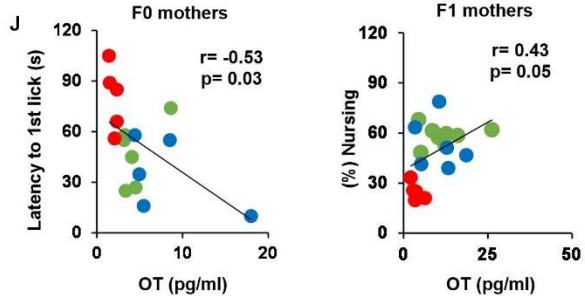 J
F0 mothers
Latency to 1st lick (s)
120
90
60
30
0
0
10
20
r= -0.53
p= 0.03
OT (pg/ml)
F1 mothers
(%) Nursing
120
90
60
30
0
0
25
50
r= 0.43
p= 0.05
OT (pg/ml)